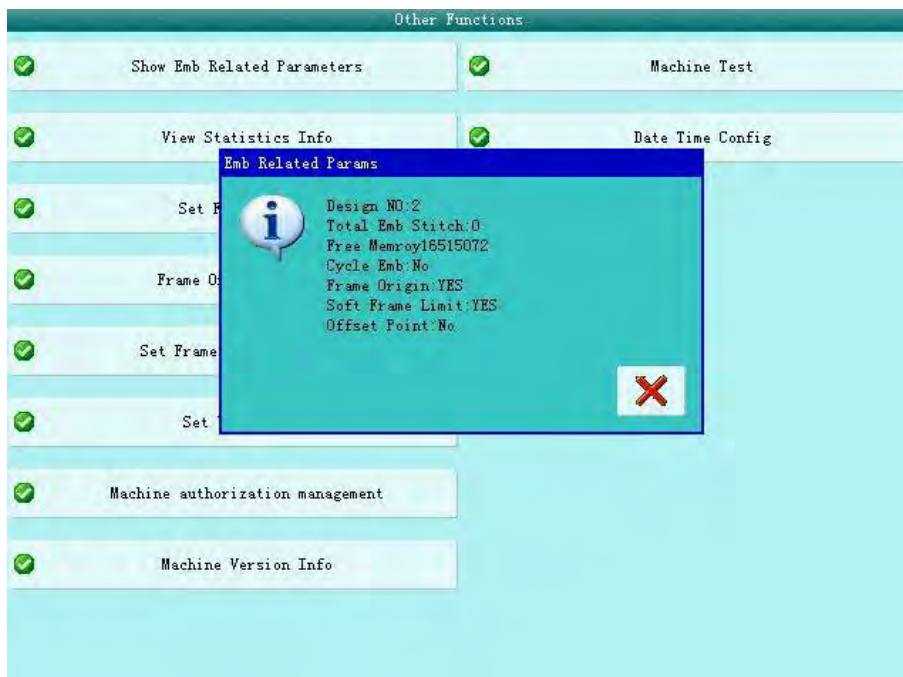 Other Functions
Show Emb Related Parameters
Machine Test
View Statistics Info
Date Time Config
Emb Related Params
Set
Design NO:2
Total Emb Stitch:0
Free Memroy16515072
Cycle Emb:No
Frame Origin:YES
Soft Frame Limit:YES
Offset Point:No
Frame
Set Frame
Set
Machine authorization management
Machine Version Info